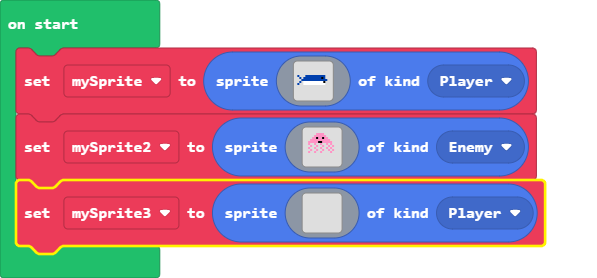 on start
set mySprite to sprite of kind Player
set mySprite2 to sprite of kind Enemy
set mySprite3 to sprite of kind Player